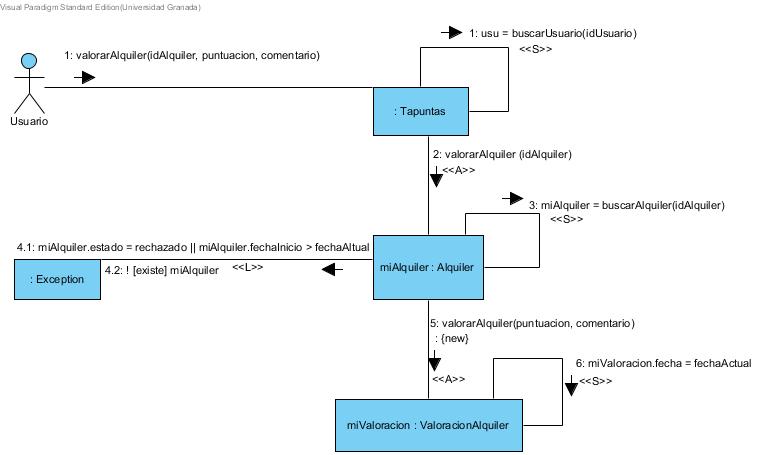 Visual Paradigm Standard Edition(Universidad Granada)
1: usu = buscarUsuario(idUsuario)
<<S>>
1: valorarAlquiler(idAlquiler, puntuacion, comentario)
: Tapuntas
Usuario
2: valorarAlquiler (idAlquiler)
<<A>>
3: miAlquiler = buscarAlquiler(idAlquiler)
<<S>>
4.1: miAlquiler.estado = rechazado || miAlquiler.fechaInicio > fechaAltual
4.2: ! [existe] miAlquiler
<<L>>
miAlquiler : Alquiler
: Exception
5: valorarAlquiler(puntuacion, comentario)
: {new}
<<A>>
6: miValoracion.fecha = fechaActual
<<S>>
miValoracion : ValoracionAlquiler